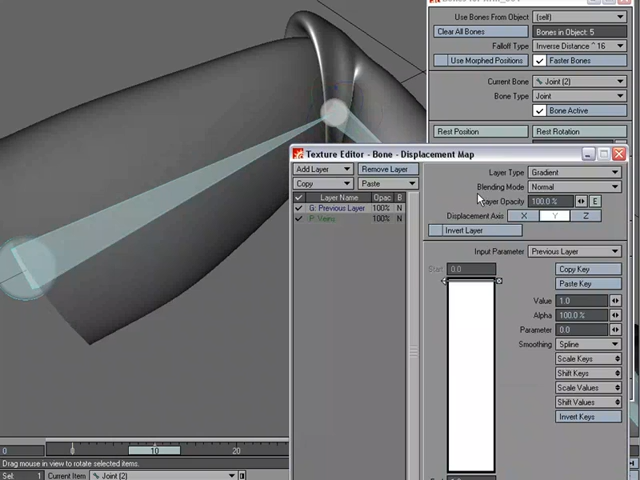 Use Bones From Object (self)
Clear All Bones Bones in Object: 5
Falloff Type Inverse Distance ^ 16
Use Morphed Positions Faster Bones
Current Bone Joint (2)
Bone Type Joint
Bone Active
Rest Position Rest Rotation
Texture Editor - Bone - Displacement Map
Add Layer Remove Layer
Copy Paste
Layer Name Opac B
G: Previous Layer 100% N
P: Veins 100% N
Layer Type Gradient
Blending Mode Normal
Layer Opacity 100.0 % E
Displacement Axis X Y Z
Invert Layer
Input Parameter Previous Layer
Start 0.0
Copy Key
Paste Key
Value 1.0
Alpha 100.0 %
Parameter 0.0
Smoothing Spline
Scale Keys
Shift Keys
Scale Values
Shift Values
Invert Keys
0 0 10 20
Drag mouse in view to rotate selected items.
Sel: 1 Current Item Joint (2)